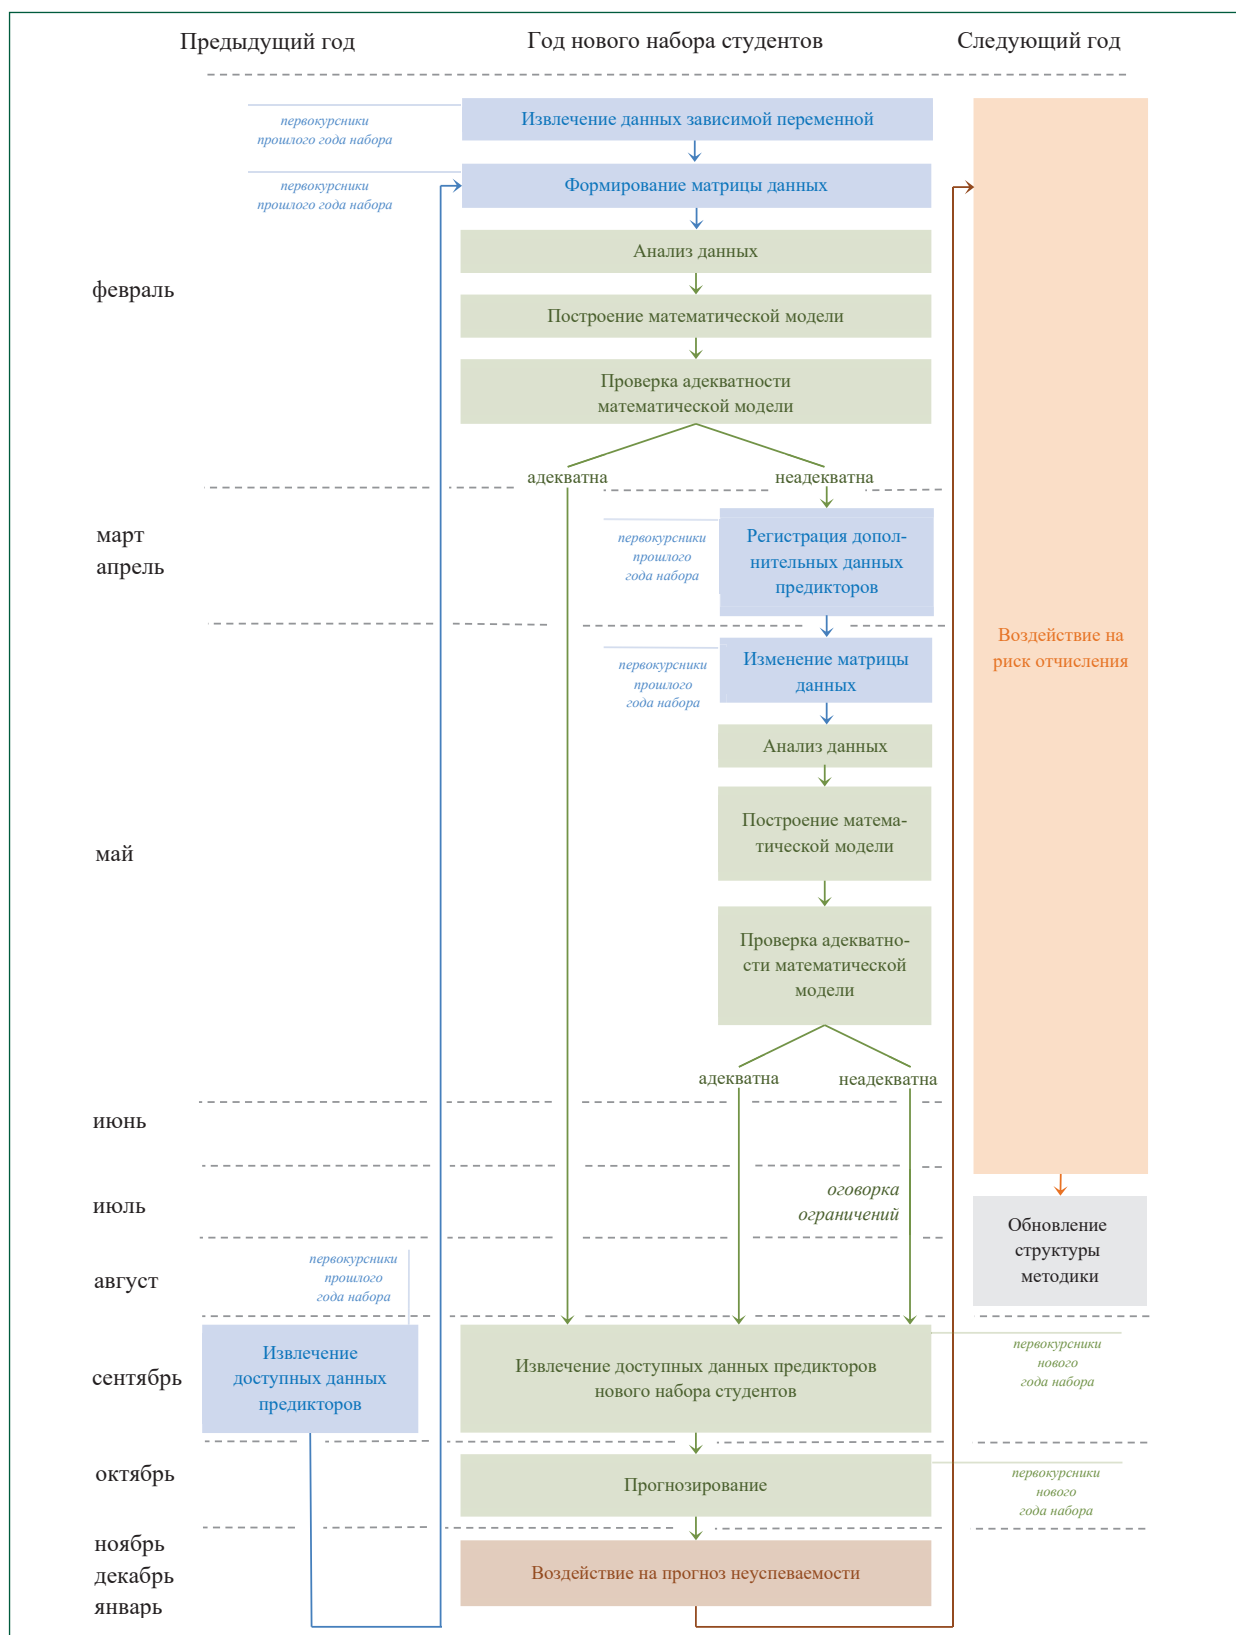 Предыдущий год
Год нового набора студентов
Следующий год
первокурсники
прошлого года набора
Извлечение данных зависимой переменной
первокурсники
прошлого года набора
Формирование матрицы данных
Анализ данных
февраль
Построение математической модели
Проверка адекватности
математической модели
адекватна
неадекватна
март
апрель
первокурсники
прошлого
года набора
Регистрация допол-
нительных данных
предикторов
Воздействие на
риск отчисления
первокурсники
прошлого
года набора
Изменение матрицы
данных
Анализ данных
Построение матема-
тической модели
май
Проверка адекватно-
сти математической
модели
адекватна
неадекватна
июнь
июль
оговорка
ограничений
Обновление
структуры
методики
август
первокурсники
прошлого
года набора
сентябрь
Извлечение
доступных данных
предикторов
Извлечение доступных данных предикторов
нового набора студентов
первокурсники
нового
года набора
октябрь
Прогнозирование
первокурсники
нового
года набора
ноябрь
декабрь
январь
Воздействие на прогноз неуспеваемости